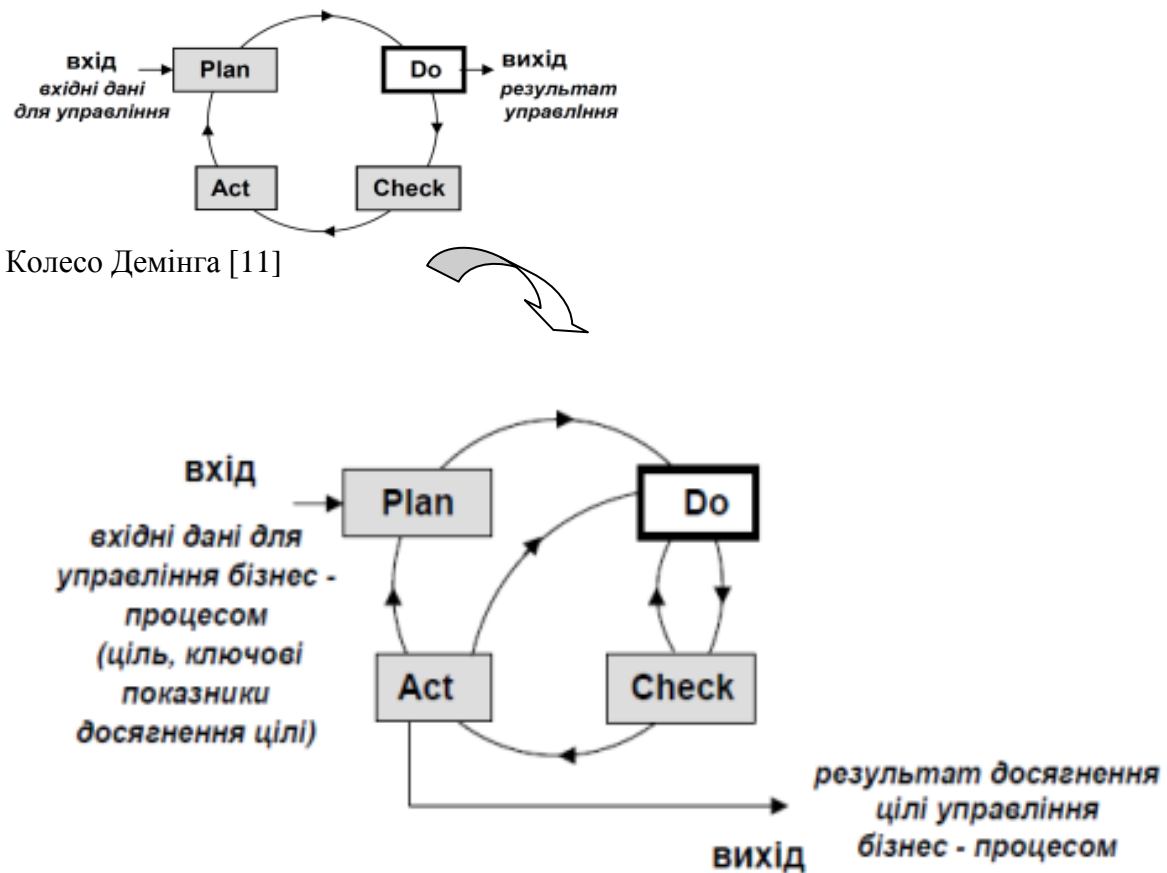 вхід
вхідні дані
для управління
Plan
Do
вихід
результат
управління
Act
Check
Колесо Демінга [11]
вхід
вхідні дані для
управління бізнес -
процесом
(ціль, ключові
показники
досягнення цілі)
Plan
Do
Act
Check
результат досягнення
цілі управління
бізнес - процесом
вихід